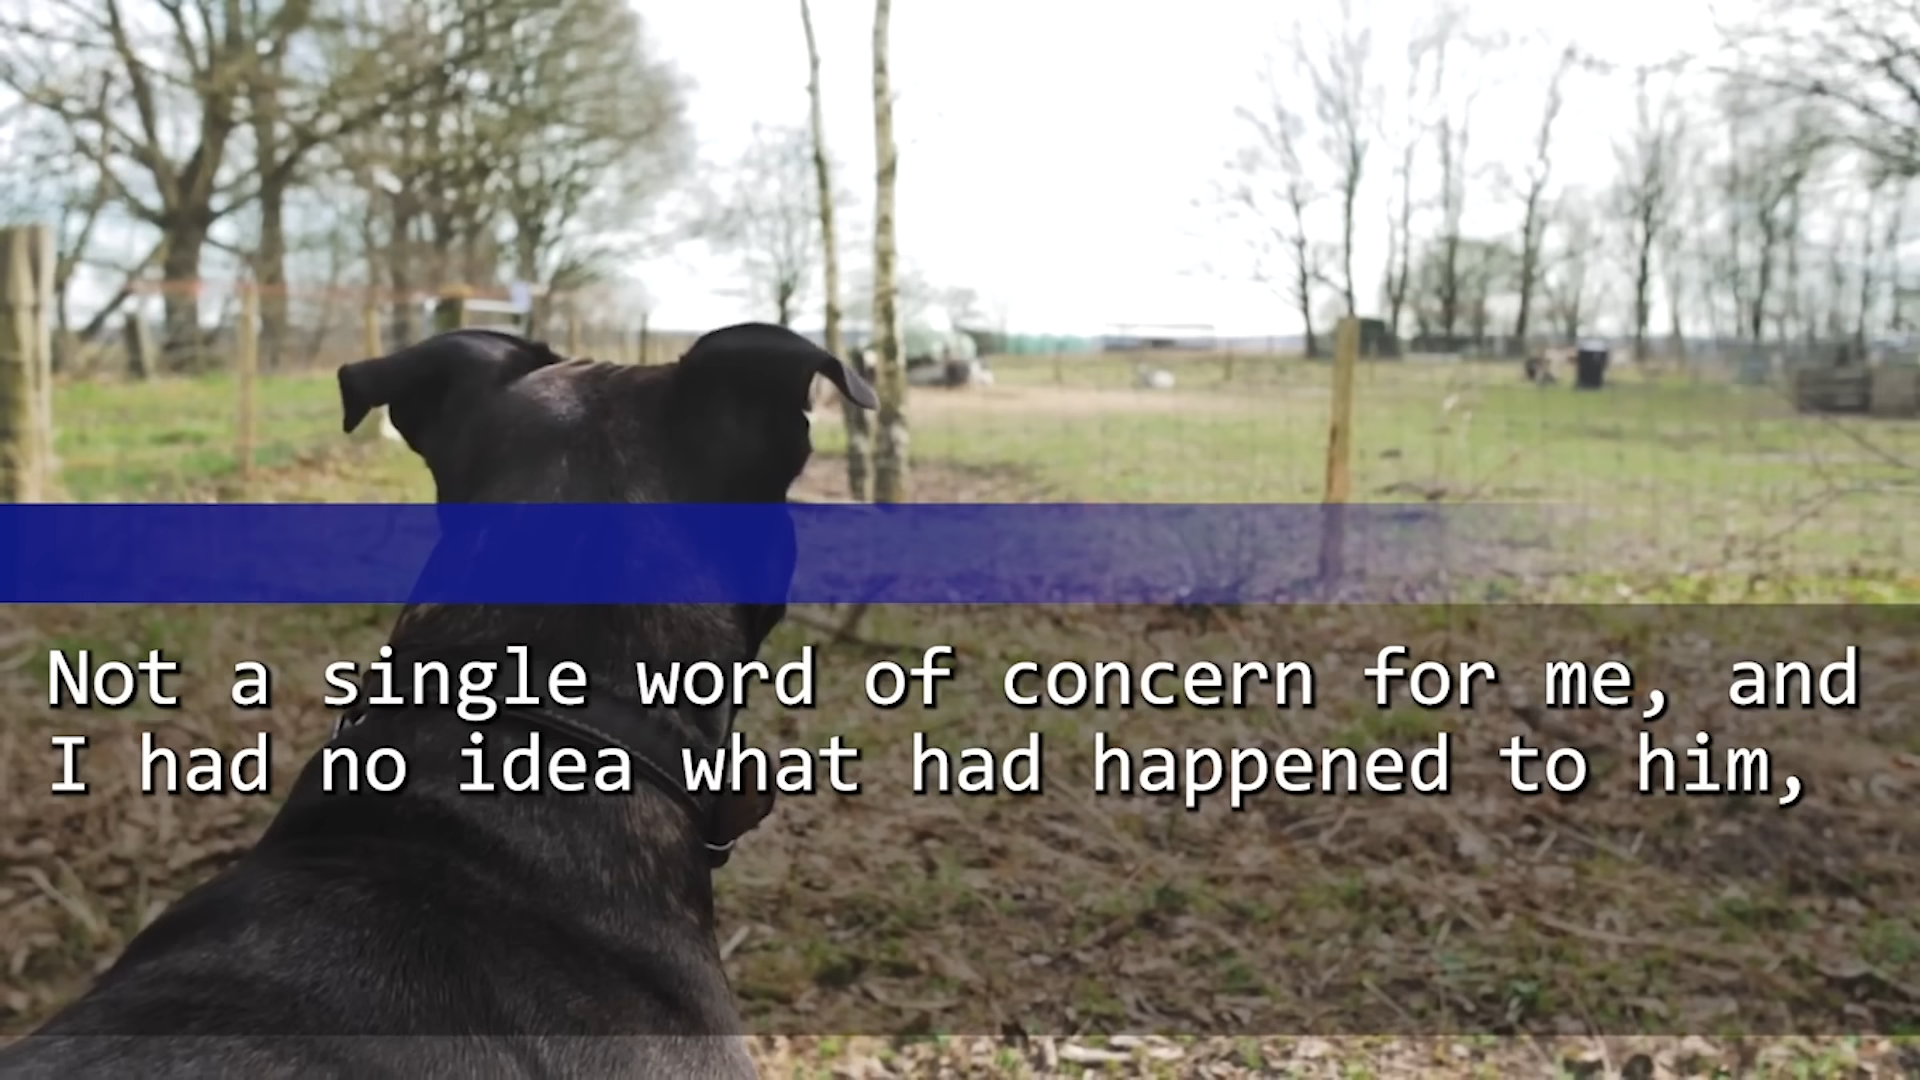 Not a single word of concern for me, and
I had no idea what had happened to him,